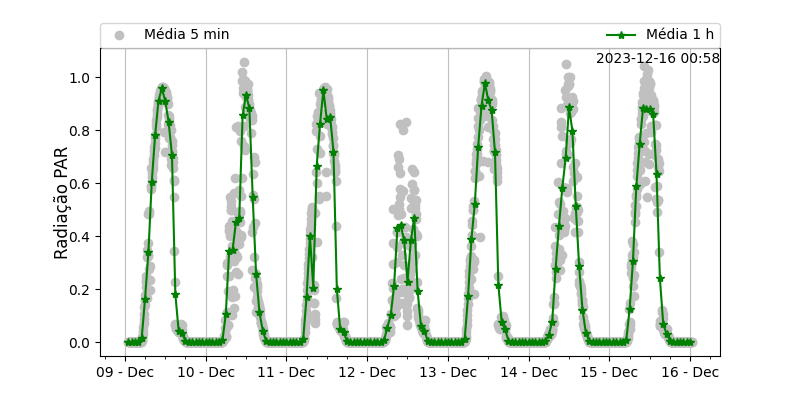 Média 5 min
Média 1 h
2023-12-16 00:58
1.0
0.8
0.6
0.4
0.2
0.0
Radiação PAR
09 - Dec
10 - Dec
11 - Dec
12 - Dec
13 - Dec
14 - Dec
15 - Dec
16 - Dec